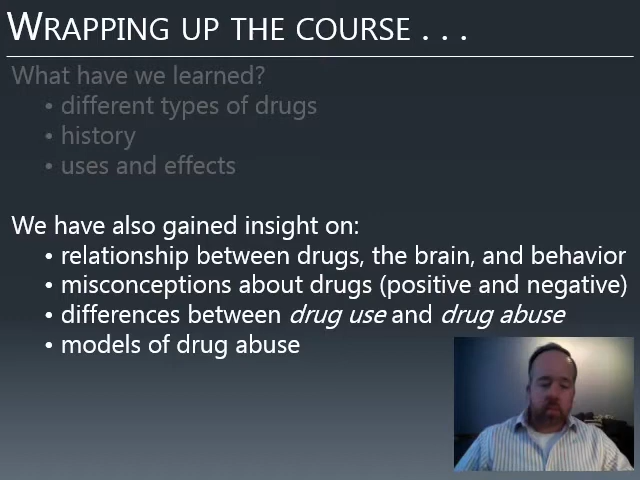 WRAPPING UP THE COURSE . . .
What have we learned?
• different types of drugs
• history
• uses and effects
We have also gained insight on:
• relationship between drugs, the brain, and behavior
• misconceptions about drugs (positive and negative)
• differences between drug use and drug abuse
• models of drug abuse